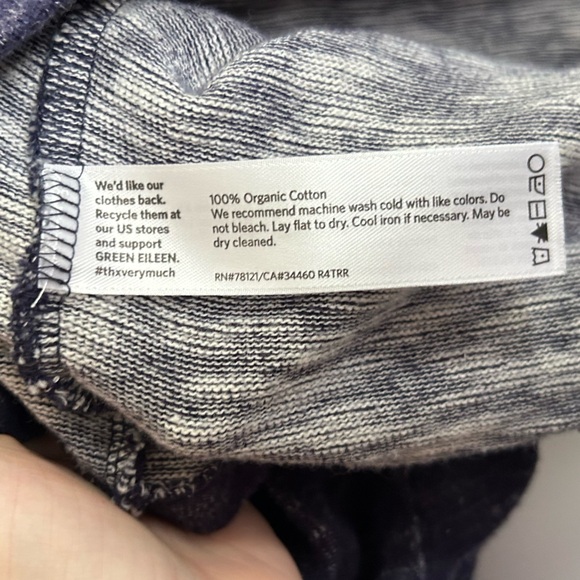 We'd like our
clothes back.
Recycle them at
our US stores
and support
GREEN EILEEN.
#thxverymuch
100% Organic Cotton
We recommend machine wash cold with like colors. Do
not bleach. Lay flat to dry. Cool iron if necessary. May be
dry cleaned.
RN#78121/CA#34460 R4TRR